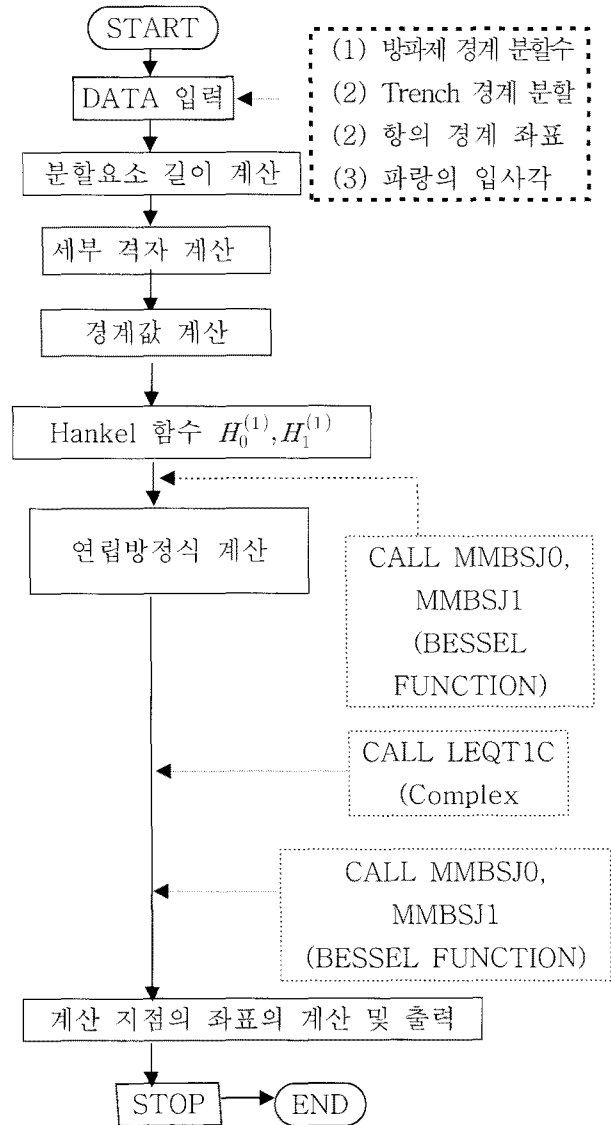 START
(1) 방파제 경계 분할수
DATA 입력
(2) Trench 경계 분할
(2) 항의 경계 좌표
(3) 파랑의 입사각
분할요소 길이 계산
세부 격자 계산
경계값 계산
Hankel 함수 H_0^{(1)}, H_1^{(1)}
연립방정식 계산
CALL MMBSJ0,
MMBSJ1
(BESSEL
FUNCTION)
CALL LEQT1C
(Complex
CALL MMBSJ0,
MMBSJ1
(BESSEL FUNCTION)
계산 지점의 좌표의 계산 및 출력
STOP
END